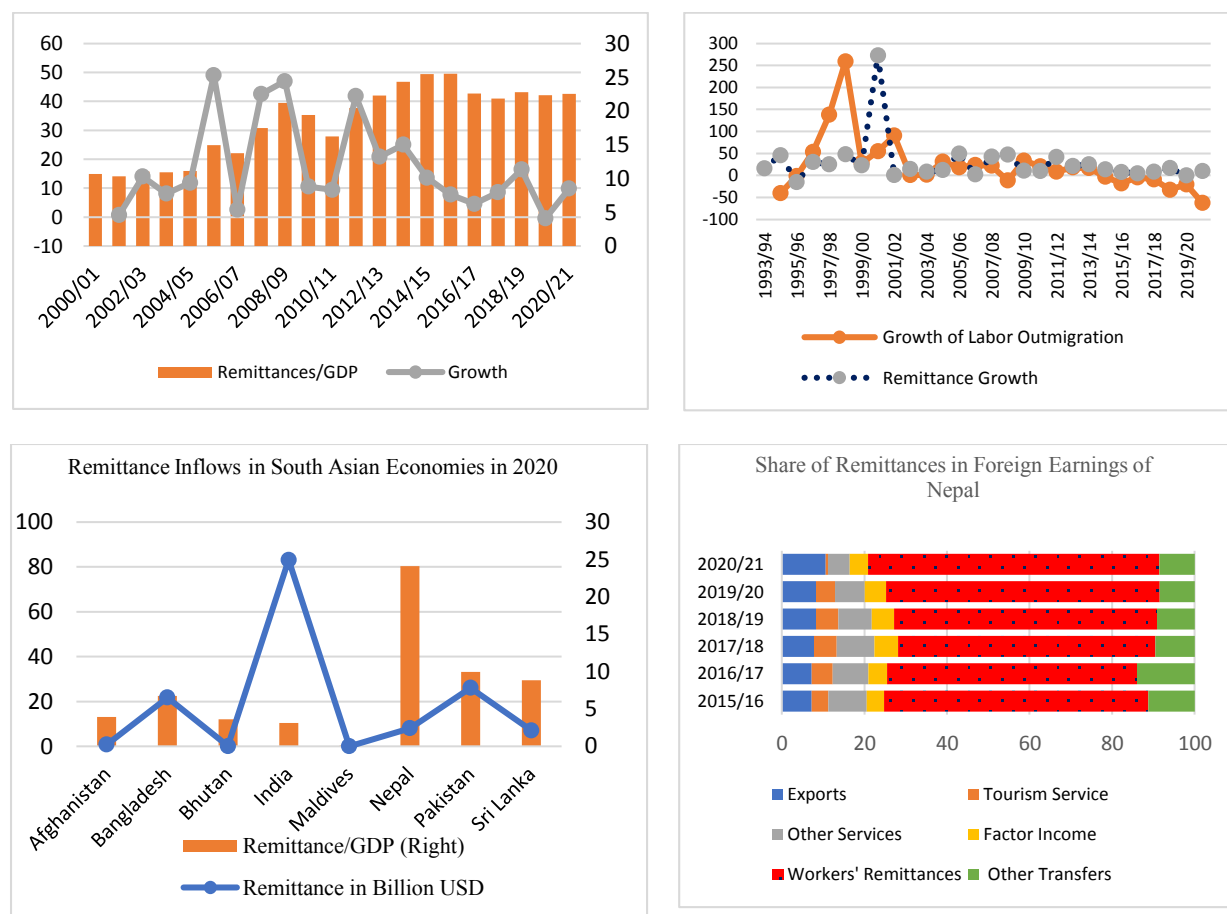 60
50
40
30
20
10
0
-10
30
25
20
15
10
5
0
2000/01
2002/03
2004/05
2006/07
2008/09
2010/11
2012/13
2014/15
2016/17
2018/19
2020/21
Remittances/GDP
Growth
300
250
200
150
100
50
0
-50
-100
1993/94
1995/96
1997/98
1999/00
2001/02
2003/04
2005/06
2007/08
2009/10
2011/12
2013/14
2015/16
2017/18
2019/20
Growth of Labor Outmigration
Remittance Growth
Remittance Inflows in South Asian Economies in 2020
100
80
60
40
20
0
30
25
20
15
10
5
0
Afghanistan
Bangladesh
Bhutan
India
Maldives
Nepal
Pakistan
Sri Lanka
Remittance/GDP (Right)
Remittance in Billion USD
Share of Remittances in Foreign Earnings of
Nepal
2020/21
2019/20
2018/19
2017/18
2016/17
2015/16
0 20 40 60 80 100
Exports
Tourism Service
Other Services
Factor Income
Workers' Remittances
Other Transfers